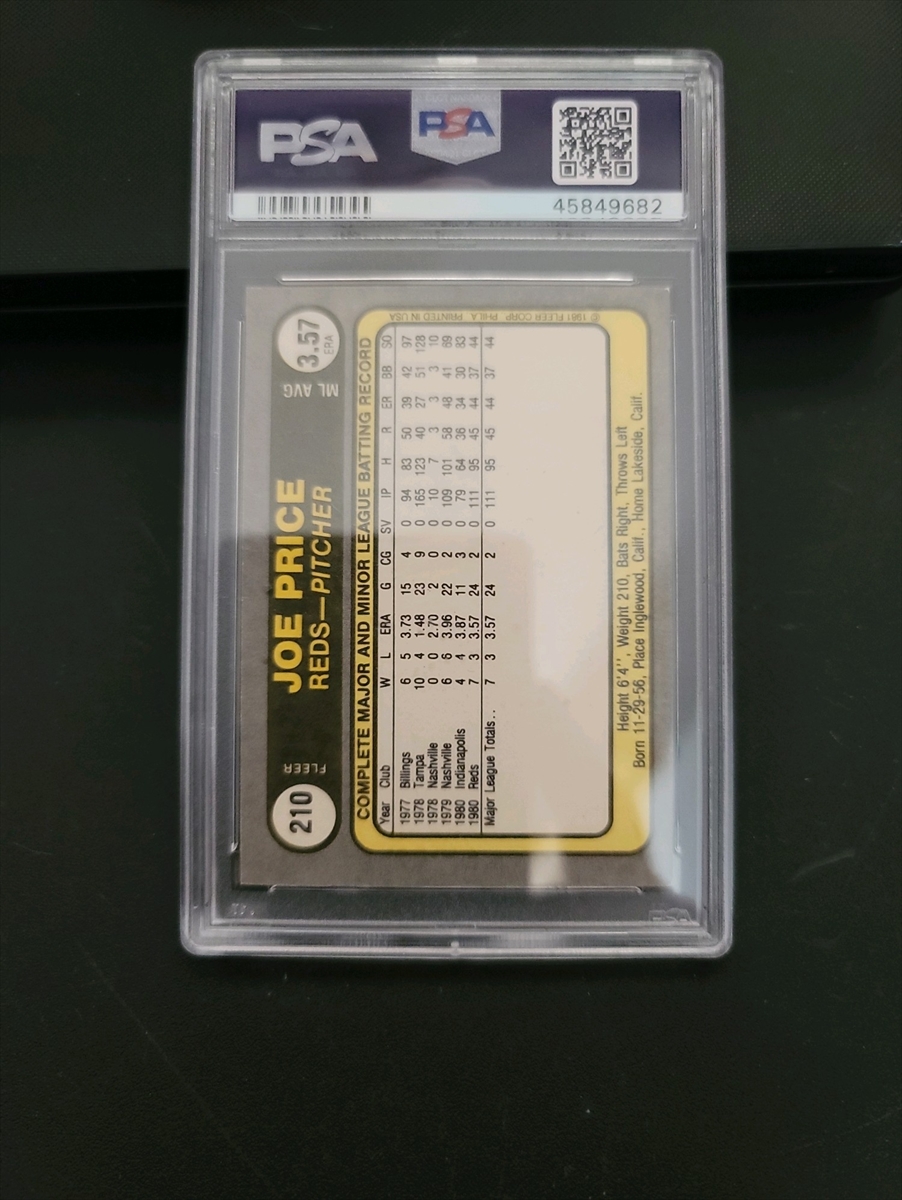 PSA
PSA
45849682
210
FLEER
JOE PRICE
REDS—PITCHER
ML AVG
3.57
ERA
COMPLETE MAJOR AND MINOR LEAGUE BATTING RECORD
Year Club W L ERA G CG SV IP H R ER BB SO
1977 Billings 6 5 3.73 15 4 0 94 83 50 39 42 97
1978 Tampa 10 4 1.48 23 9 0 165 123 40 27 51 128
1978 Nashville 0 0 2.70 2 0 0 10 7 3 3 3 10
1979 Nashville 6 6 3.96 22 2 0 109 101 58 48 41 69
1980 Indianapolis 4 4 3.87 11 3 0 79 64 36 34 30 83
1980 Reds 7 3 3.57 24 2 0 111 95 45 44 37 44
Major League Totals.. 7 3 3.57 24 2 0 111 95 45 44 37 44
© 1981 FLEER CORP. PHILA. PRINTED IN USA
Height 6'4'', Weight 210, Bats Right, Throws Left
Born 11-29-56, Place Inglewood, Calif., Home Lakeside, Calif.
PSA